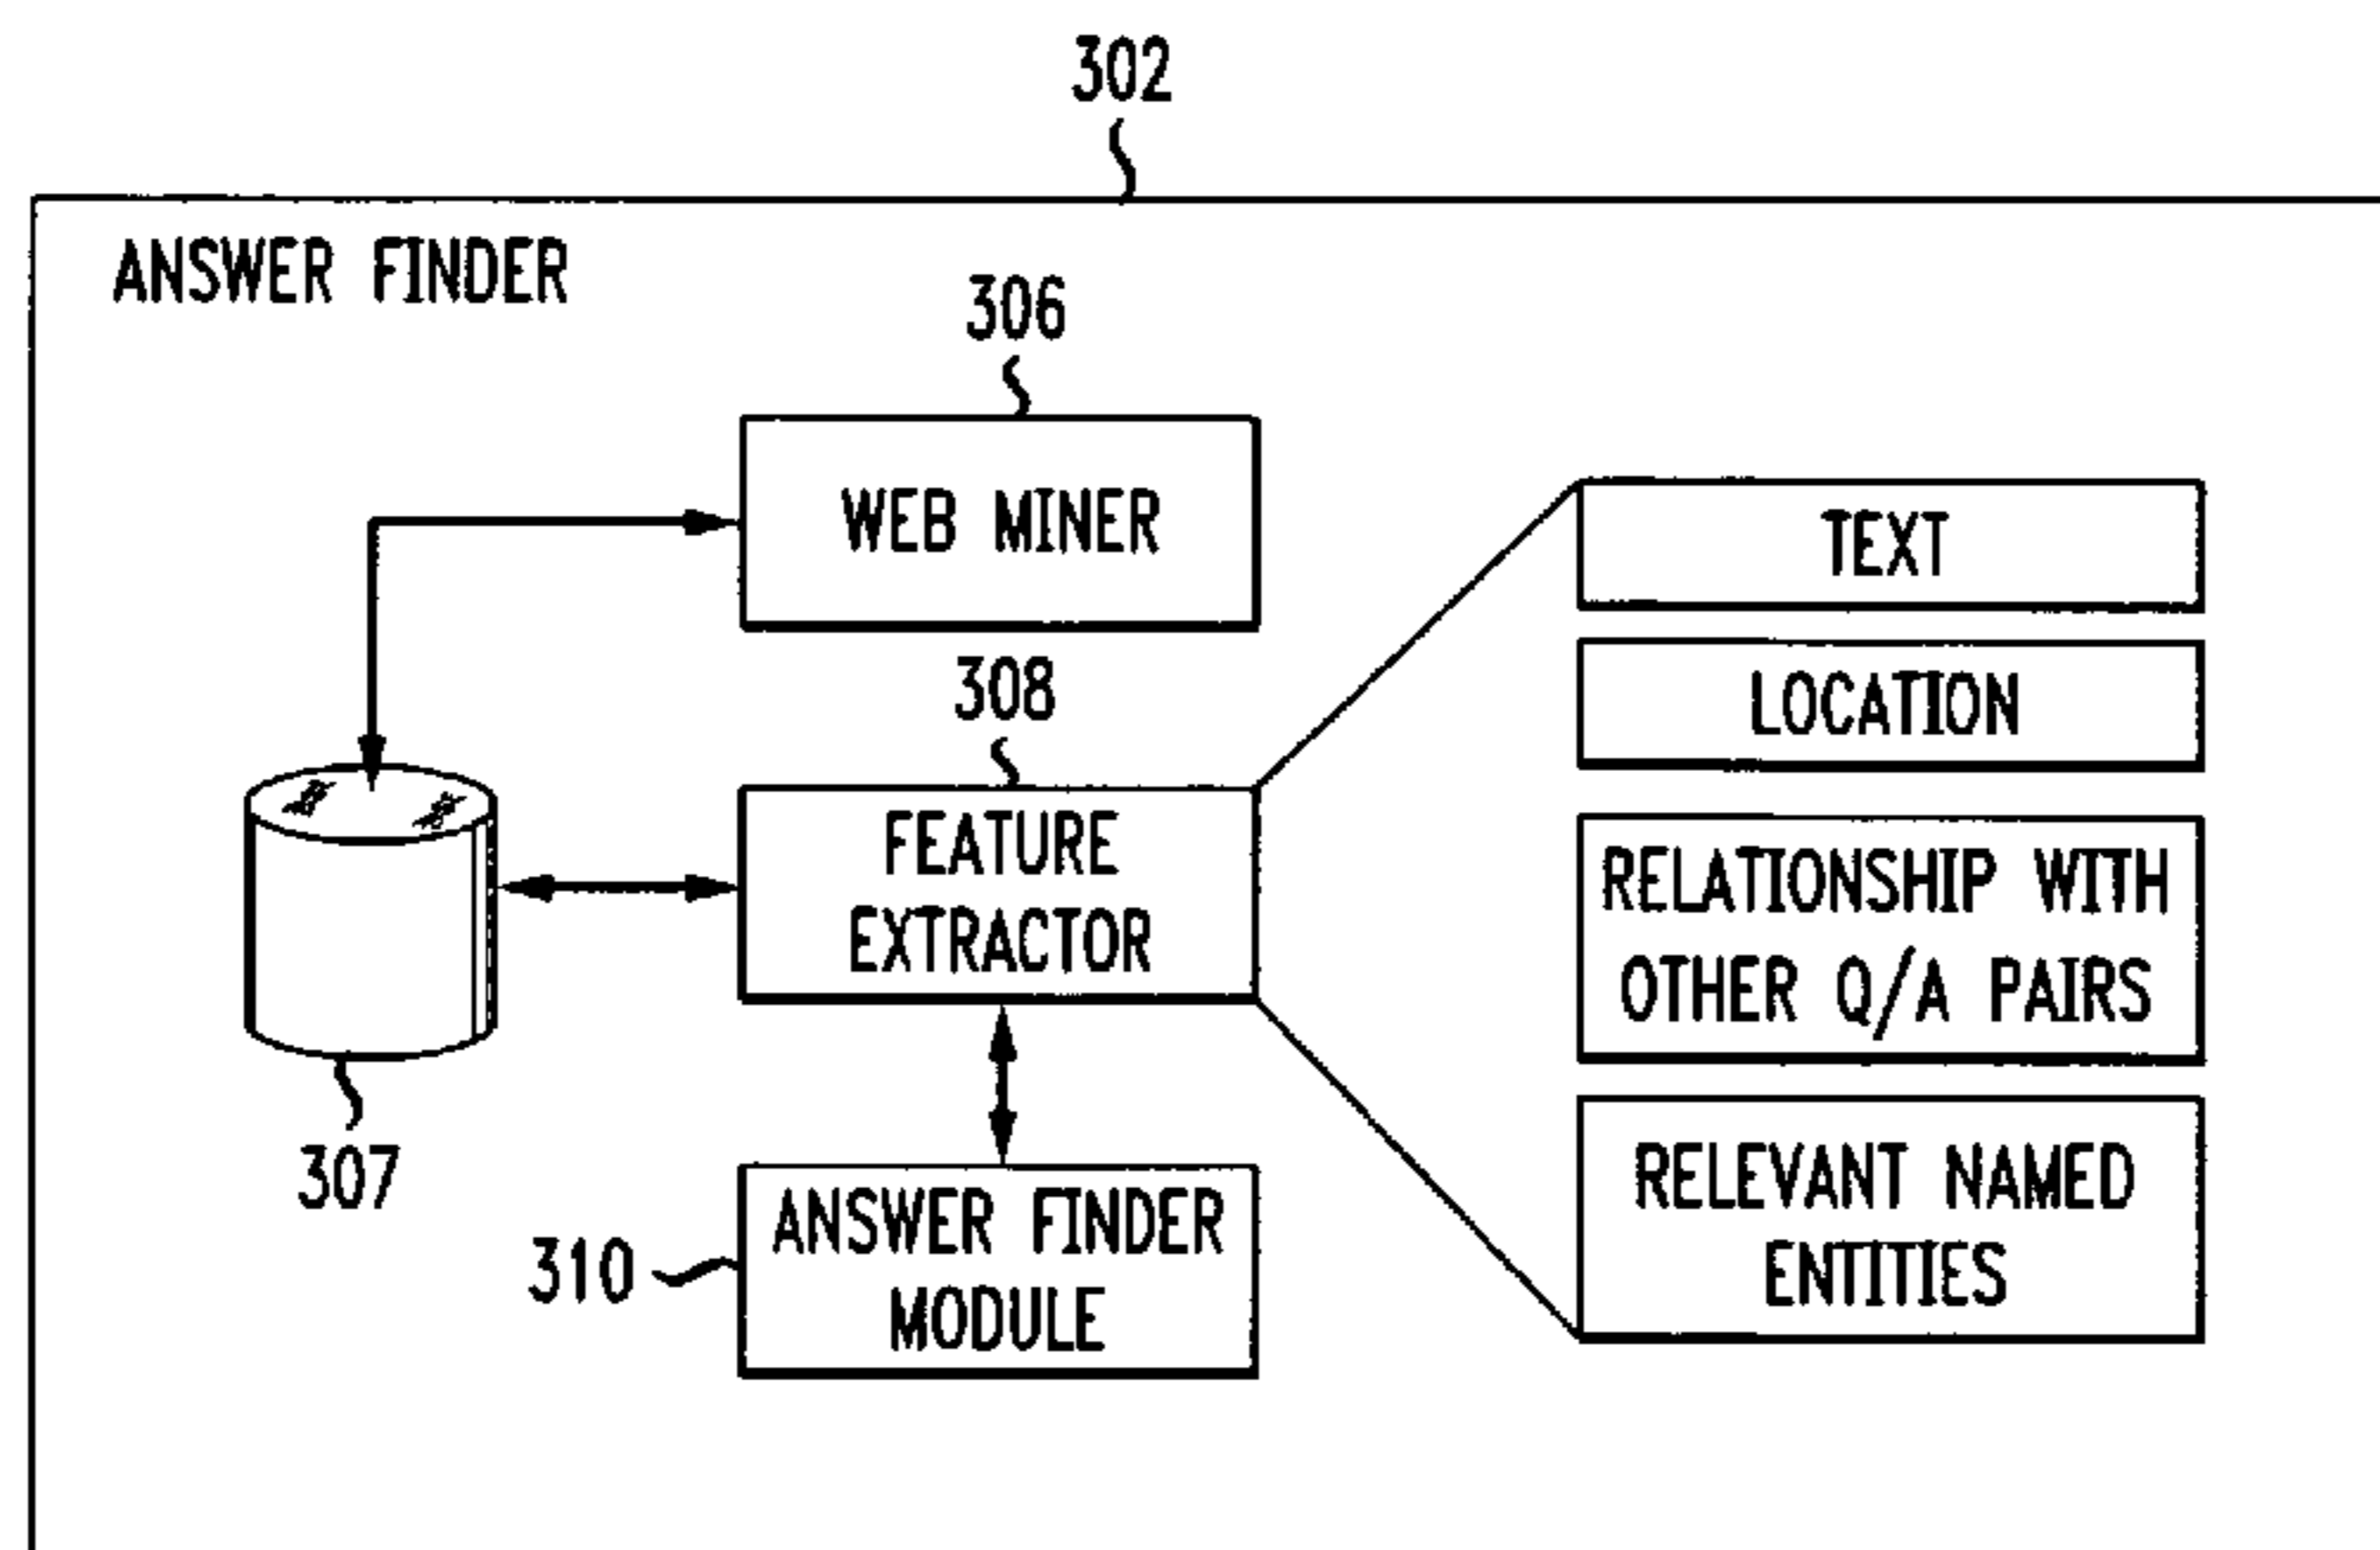 302
ANSWER FINDER
306
WEB MINER
TEXT
308
LOCATION
FEATURE
EXTRACTOR
RELATIONSHIP WITH
OTHER Q/A PAIRS
307
310
ANSWER FINDER
MODULE
RELEVANT NAMED
ENTITIES